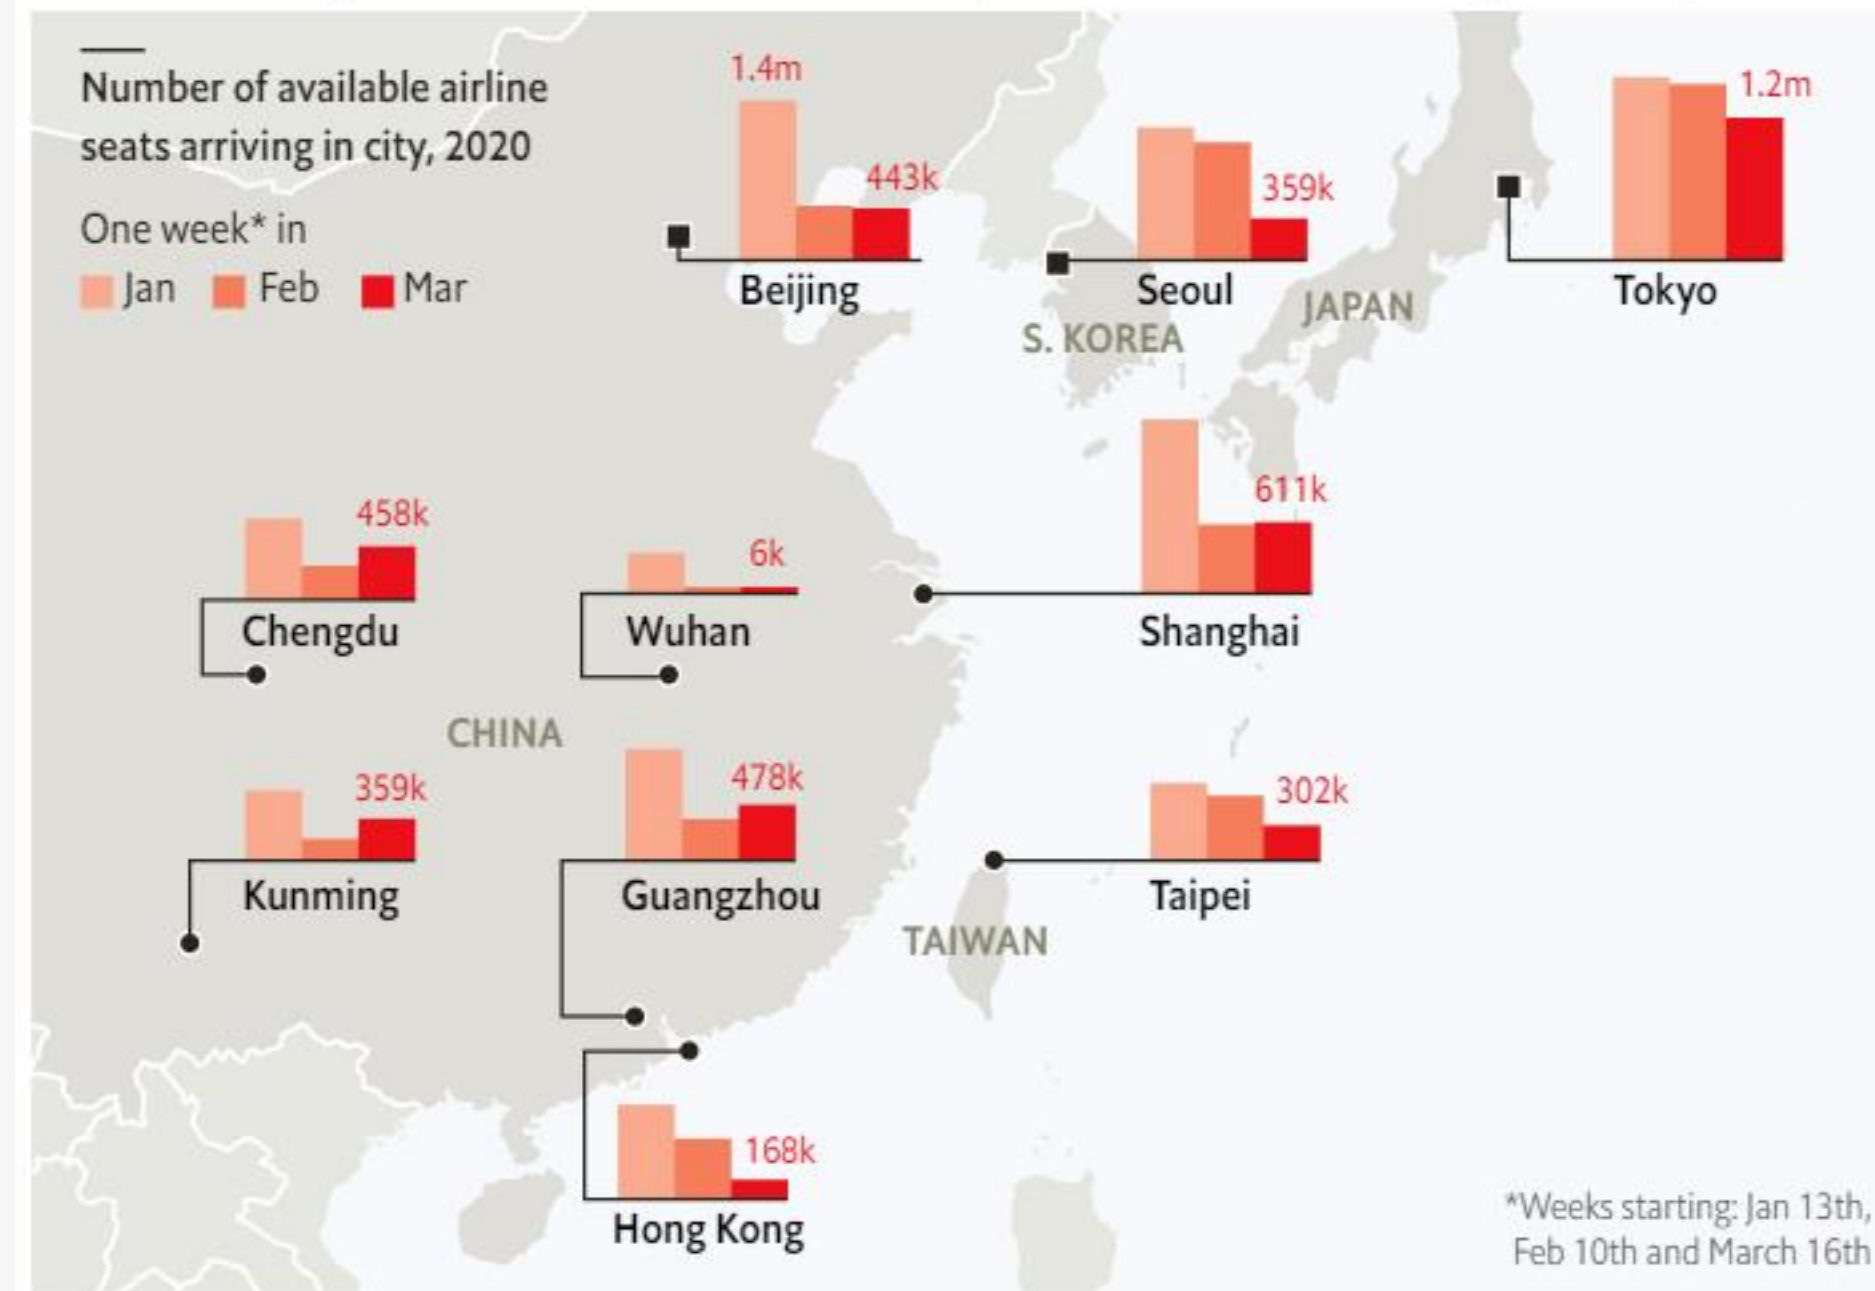 Number of available airline
seats arriving in city, 2020
One week* in
Jan Feb Mar
1.4m
443k
Beijing
359k
Seoul
1.2m
Tokyo
S. KOREA
JAPAN
458k
Chengdu
6k
Wuhan
611k
Shanghai
CHINA
359k
Kunming
478k
Guangzhou
302k
Taipei
TAIWAN
168k
Hong Kong
*Weeks starting: Jan 13th,
Feb 10th and March 16th